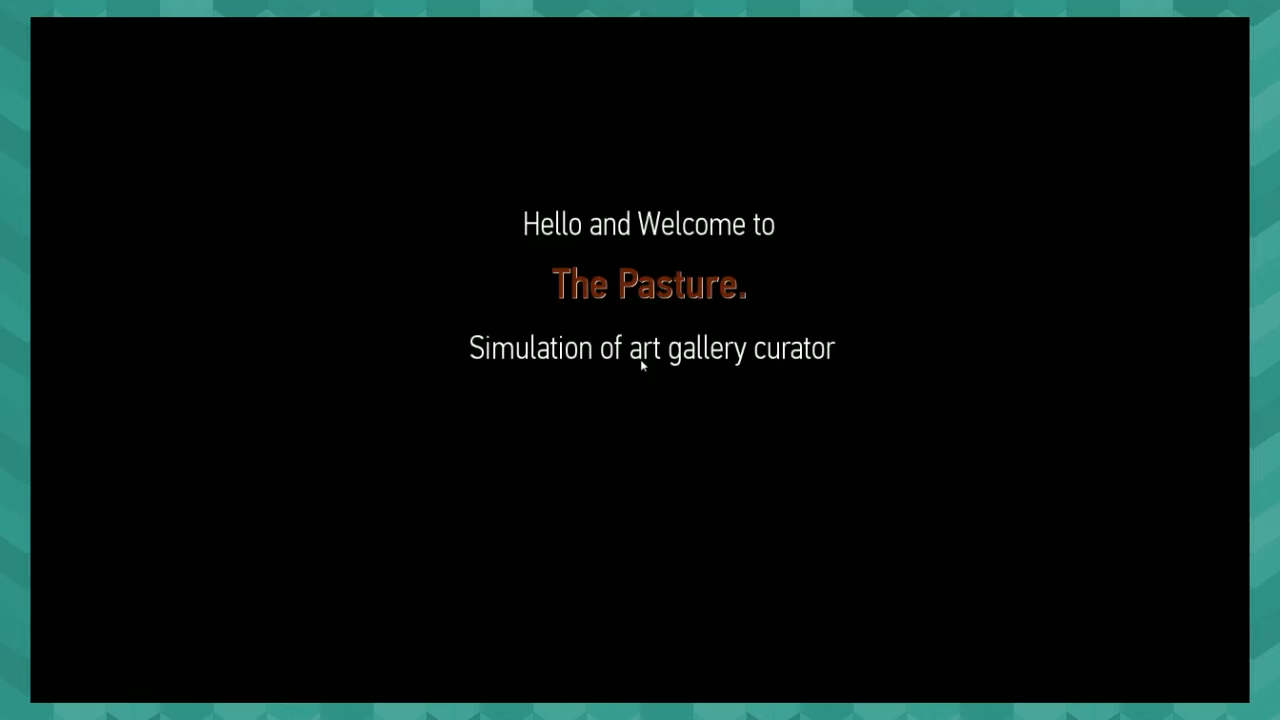 Hello and Welcome to
The Pasture.
Simulation of art gallery curator